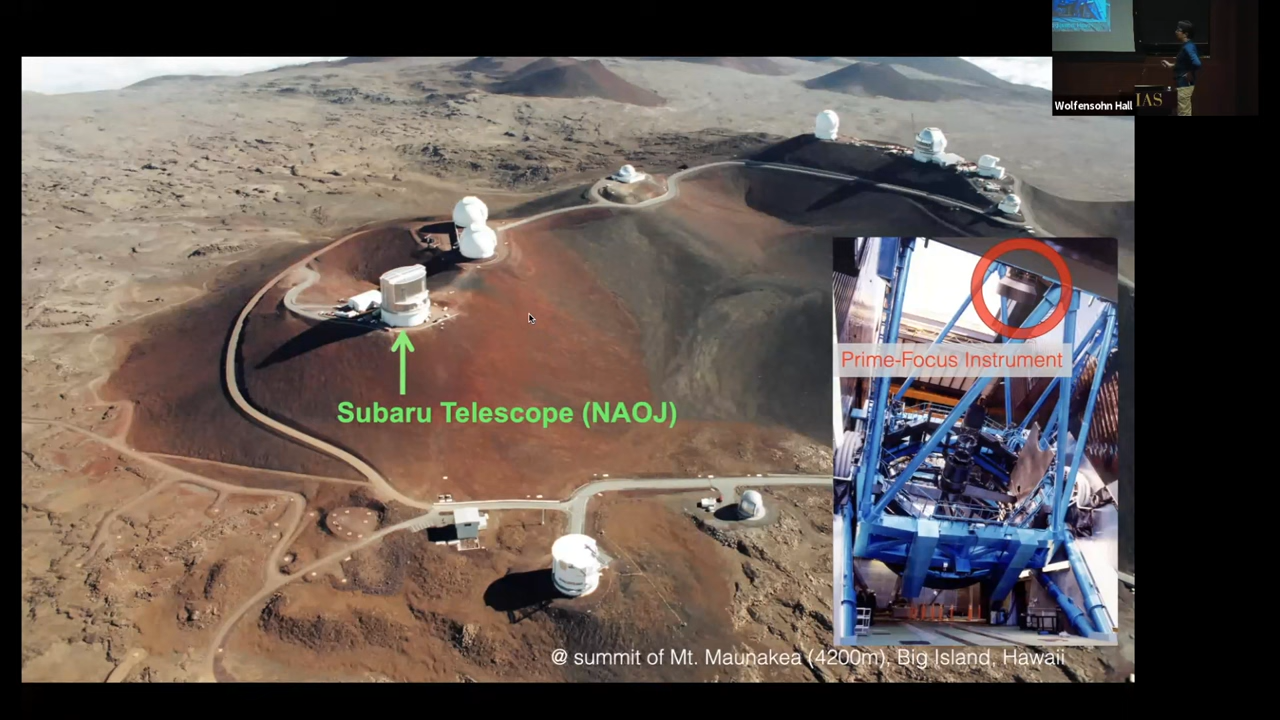 Wolfensohn Hall
IAS
Prime-Focus Instrument
Subaru Telescope (NAOJ)
@ summit of Mt. Maunakea (4200m), Big Island, Hawaii